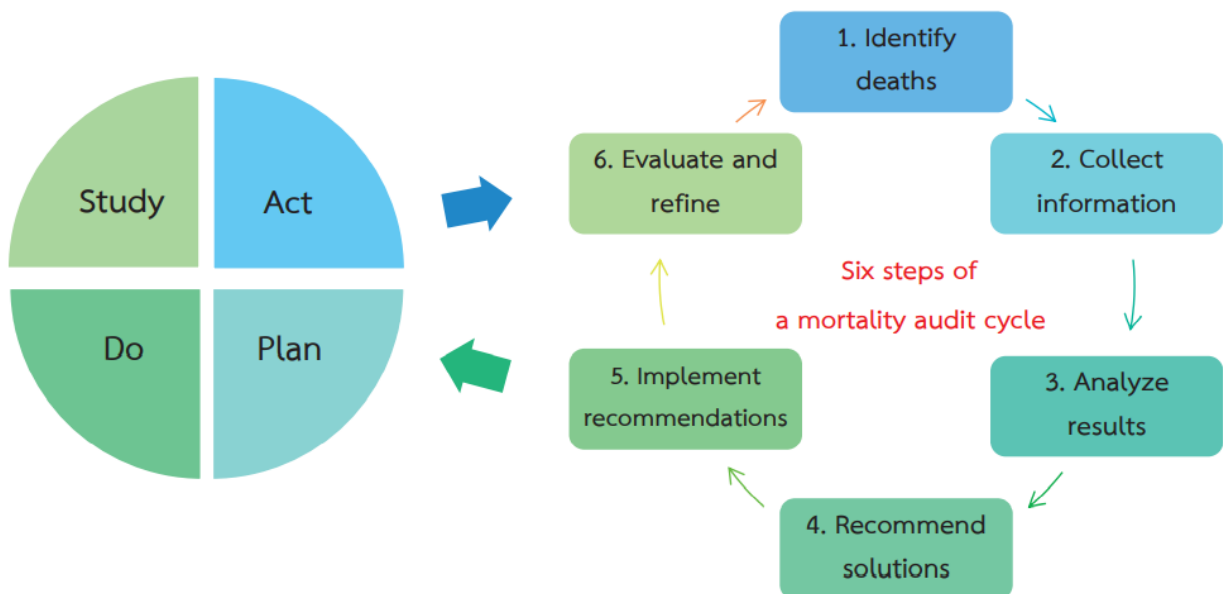 Study
Act
Do
Plan
1. Identify
deaths
2. Collect
information
3. Analyze
results
4. Recommend
solutions
5. Implement
recommendations
6. Evaluate and
refine
Six steps of
a mortality audit cycle